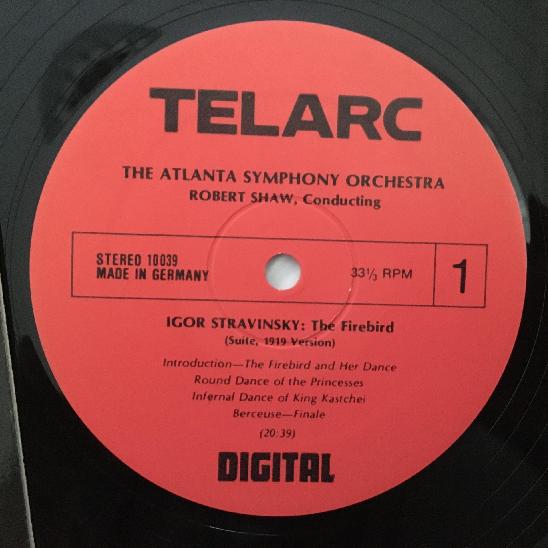 TELARC
THE ATLANTA SYMPHONY ORCHESTRA
ROBERT SHAW, Conducting
STEREO 10039
MADE IN GERMANY
33 1/3 RPM
1
IGOR STRAVINSKY: The Firebird
(Suite, 1919 Version)
Introduction—The Firebird and Her Dance
Round Dance of the Princesses
Infernal Dance of King Kastchei
Berceuse—Finale
(20:39)
DIGITAL